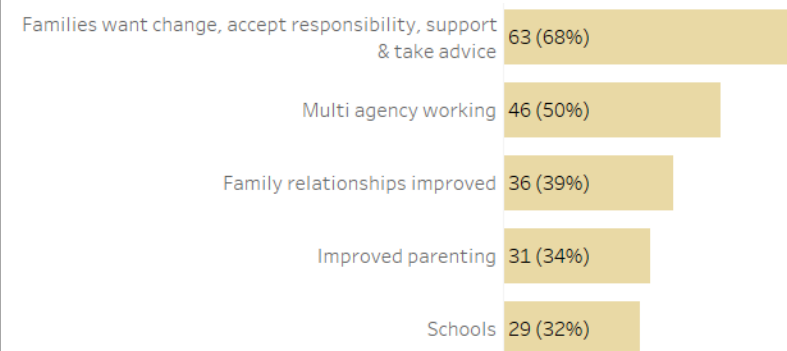 Families want change, accept responsibility, support
& take advice
63 (68%)
Multi agency working
46 (50%)
Family relationships improved
36 (39%)
Improved parenting
31 (34%)
Schools
29 (32%)